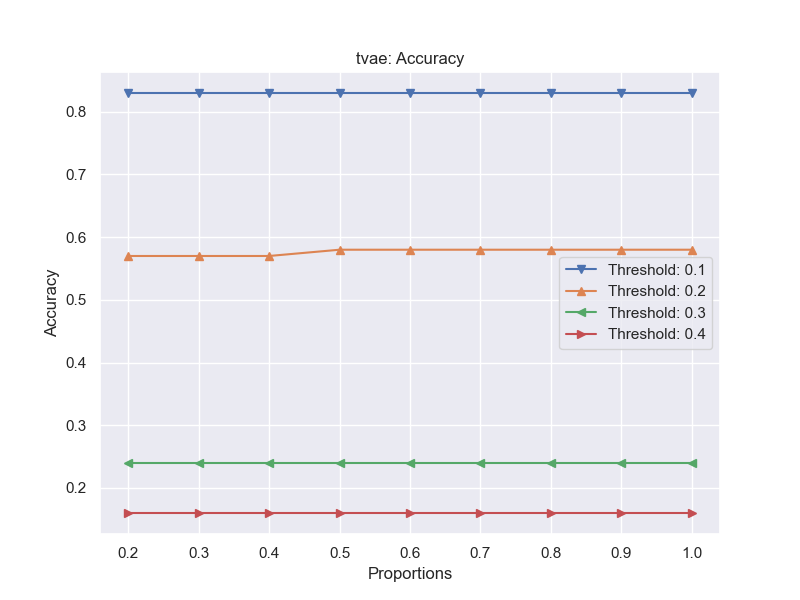 tvae: Accuracy
Accuracy
0.8
0.7
0.6
0.5
0.4
0.3
0.2
Threshold: 0.1
Threshold: 0.2
Threshold: 0.3
Threshold: 0.4
0.2 0.3 0.4 0.5 0.6 0.7 0.8 0.9 1.0
Proportions